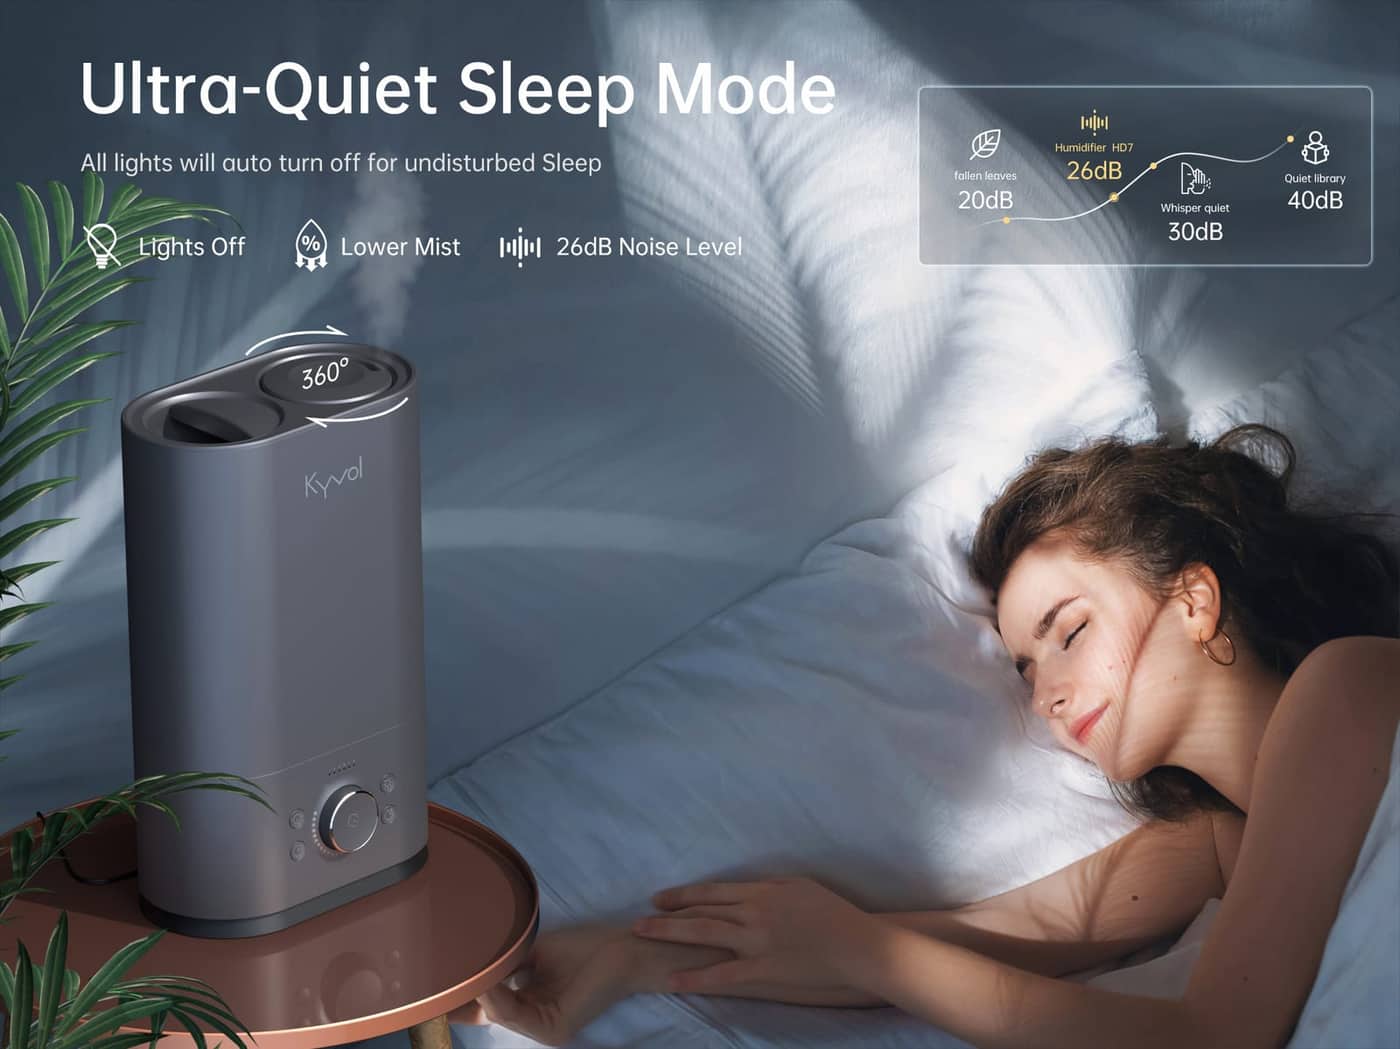 Ultra-Quiet Sleep Mode
All lights will auto turn off for undisturbed Sleep
Lights Off
% Lower Mist
26dB Noise Level
fallen leaves
20dB
Humidifier HD7
26dB
Whisper quiet
30dB
Quiet library
40dB
360°
Kyvol